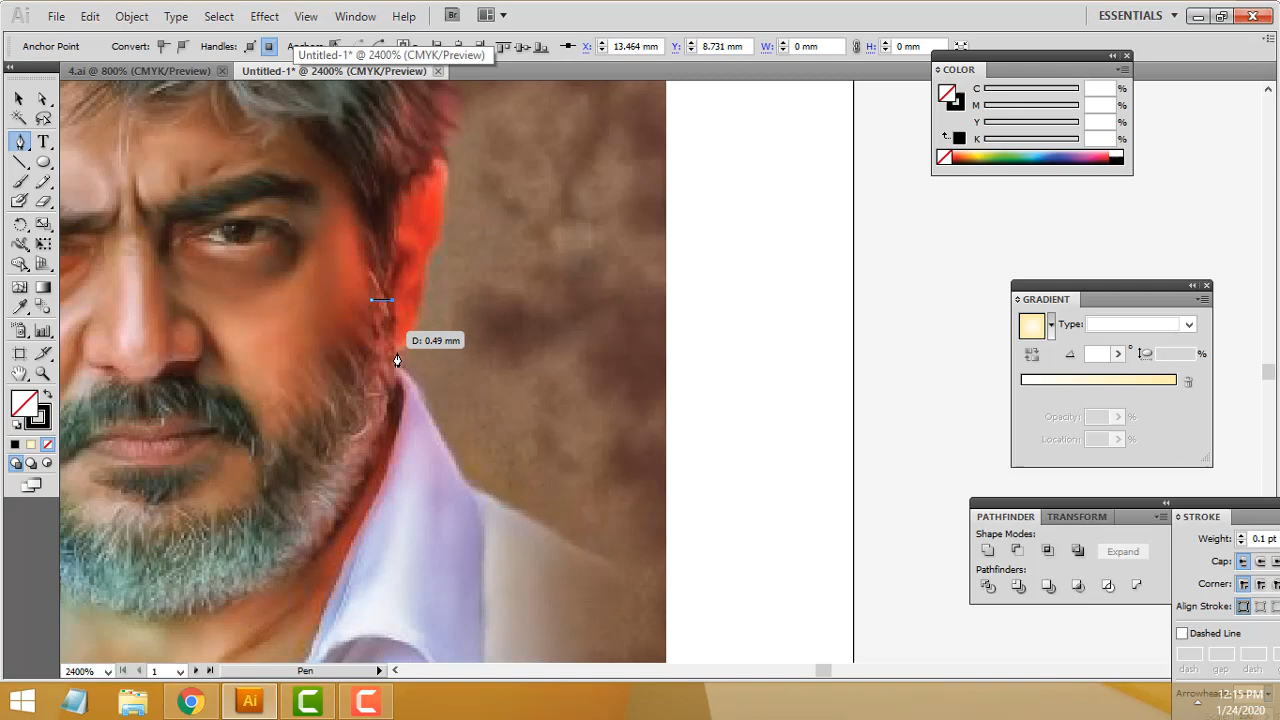 Ai File Edit Object Type Select Effect View Window Help Br ESSENTIALS
Anchor Point Convert: Handles: X: 13.464 mm Y: 8.731 mm W: 0 mm H: 0 mm
Untitled-1* @ 2400% (CMYK/Preview)
4.ai @ 800% (CMYK/Preview) Untitled-1* @ 2400% (CMYK/Preview)
COLOR
C %
M %
Y %
K %
T
GRADIENT
Type:
° %
D: 0.49 mm
Opacity: %
Location: %
PATHFINDER TRANSFORM STROKE
Shape Modes:
Weight: 0.1 pt
Expand
Cap:
Pathfinders:
Corner:
Align Stroke:
Dashed Line
dash gap dash
2400% 1 Pen
Ai C C
12:15 PM
1/24/2020